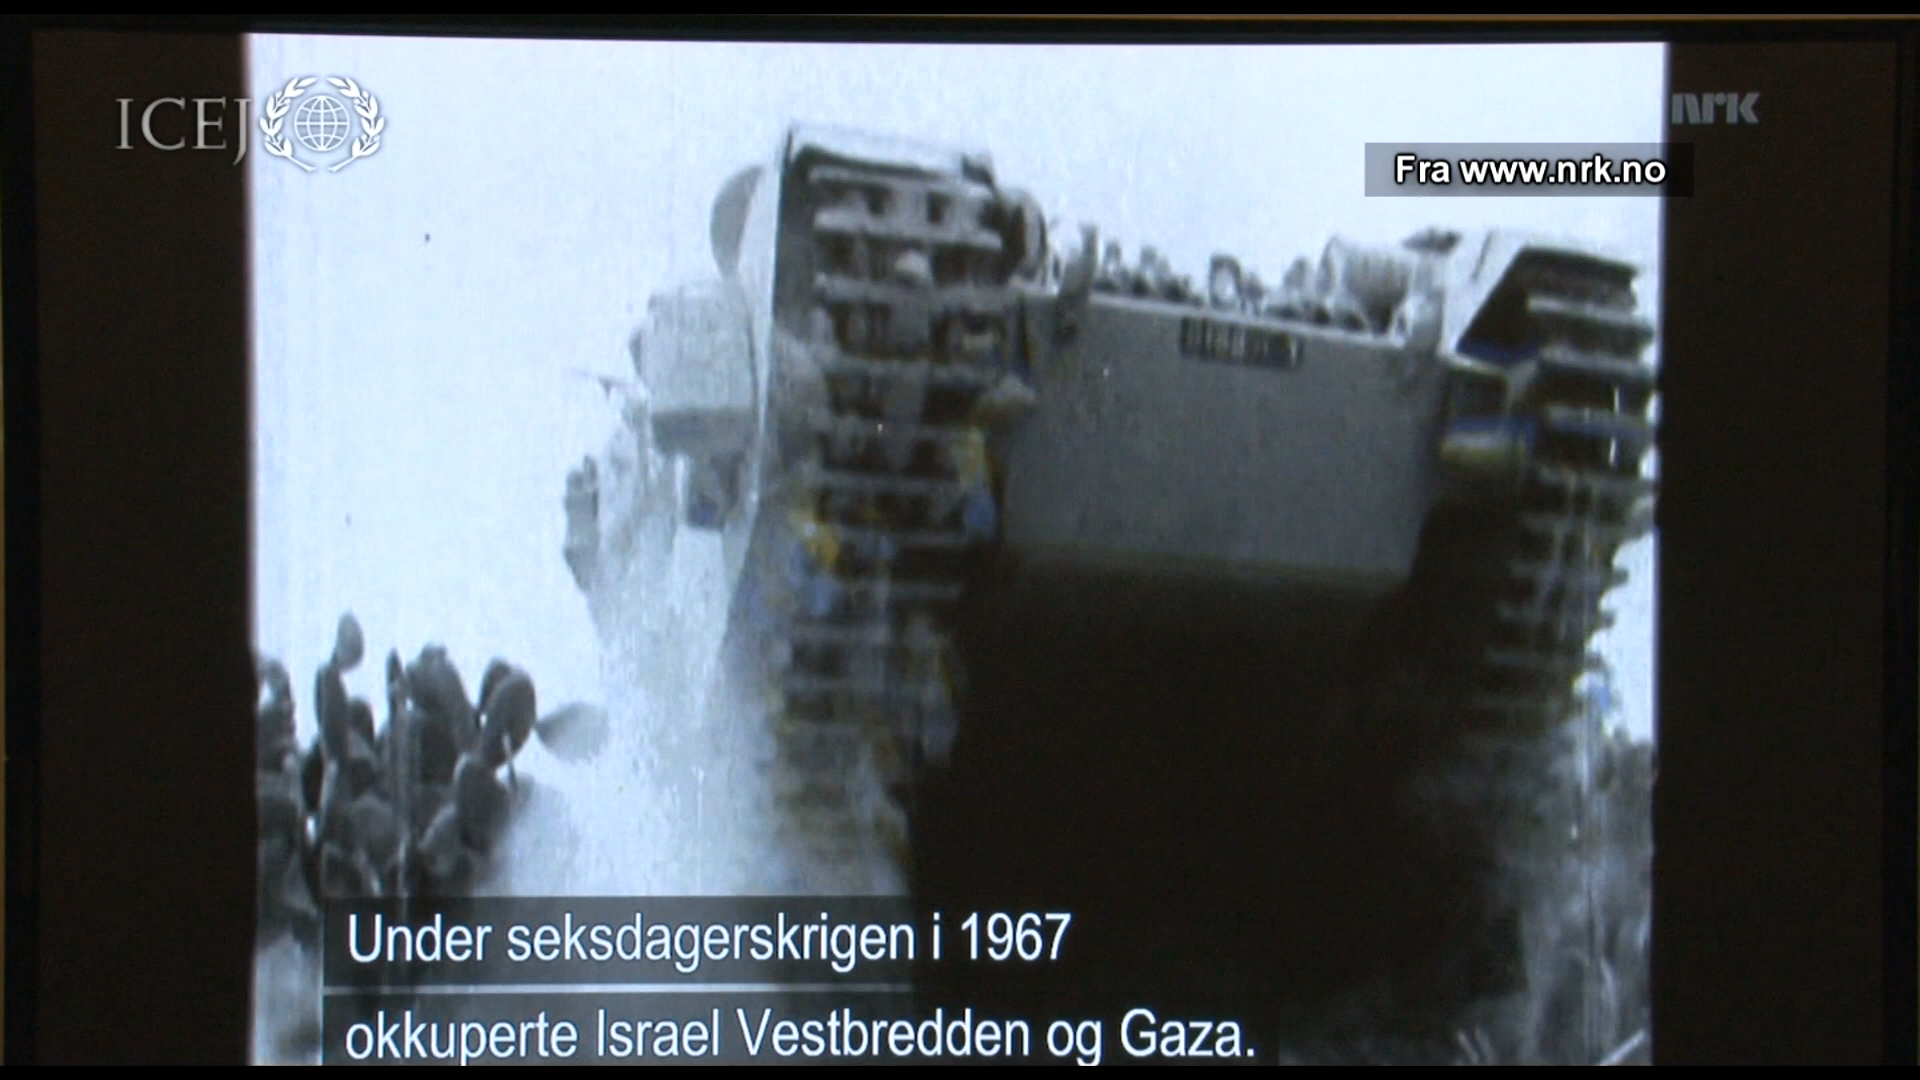 ICEJ
nrk
Fra www.nrk.no
Under seksdagerskrigen i 1967
okkuperte Israel Vestbredden og Gaza.